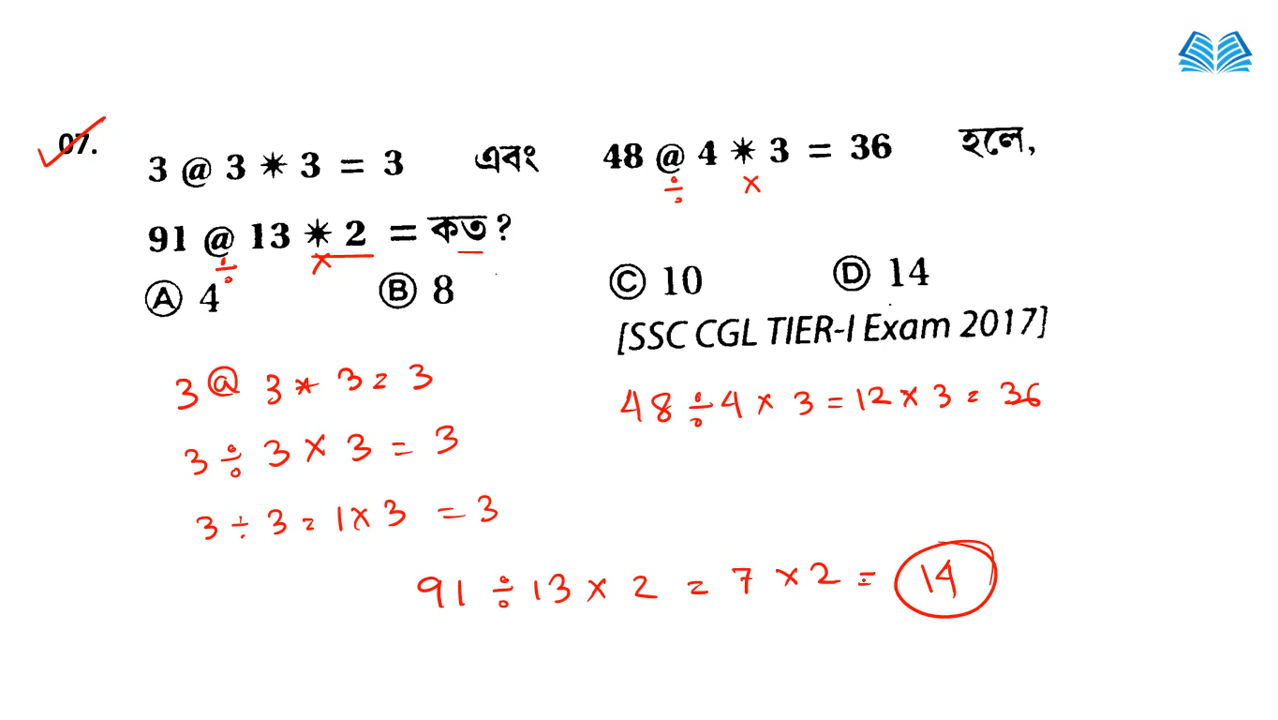 07. 3 @ 3 * 3 = 3 এবং 48 @ 4 * 3 = 36 হলে,
÷ ×
91 @ 13 * 2 = কত?
÷ ×
Ⓐ 4 Ⓑ 8 Ⓒ 10 Ⓓ 14
[SSC CGL TIER-I Exam 2017]
3 @ 3 * 3 = 3
48 ÷ 4 × 3 = 12 × 3 = 36
3 ÷ 3 × 3 = 3
3 ÷ 3 = 1 × 3 = 3
91 ÷ 13 × 2 = 7 × 2 = 14